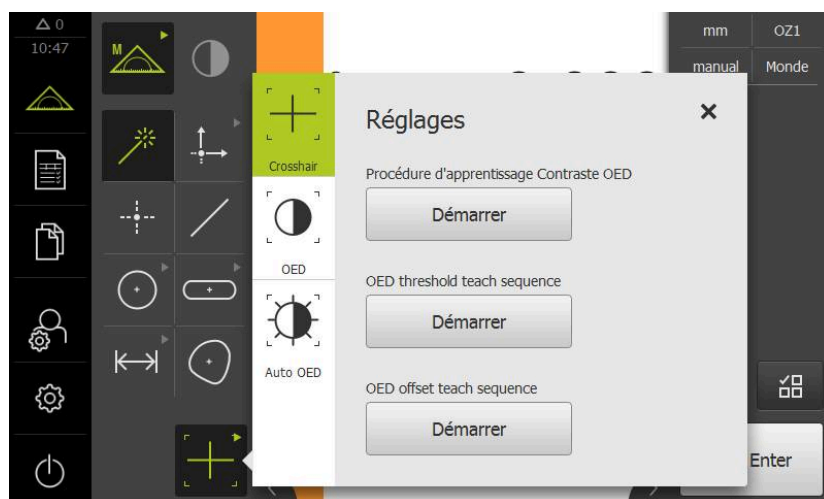 0
10:47
M
mm
OZ1
manual
Monde
Crosshair
OED
Auto OED
Réglages
Procédure d'apprentissage Contraste OED
Démarrer
OED threshold teach sequence
Démarrer
OED offset teach sequence
Démarrer
Enter